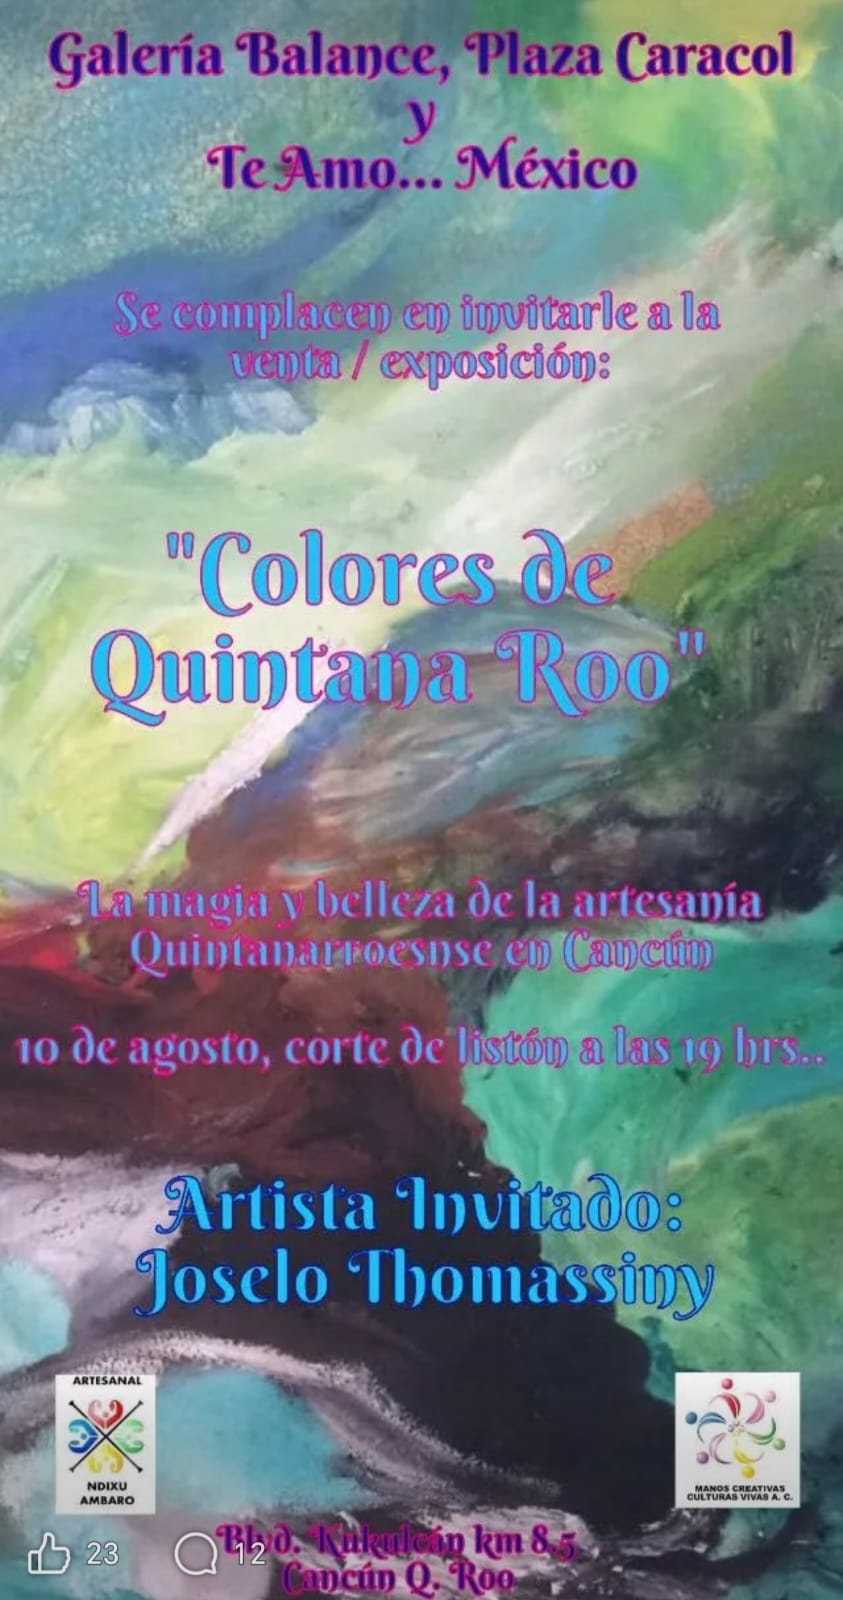 Galería Balance, Plaza Caracol
y
Te Amo... México
Se complacen en invitarle a la
venta / exposición:
"Colores de
Quintana Roo"
La magia y belleza de la artesanía
Quintanarroesnse en Cancún
10 de agosto, corte de listón a las 19 hrs..
Artista Invitado:
Joselo Thomassiny
ARTESANAL
NDIXU
AMBARO
MANOS CREATIVAS
CULTURAS VIVAS A. C.
Blvd. Kukulcán km 8.5
Cancún Q. Roo
23
12